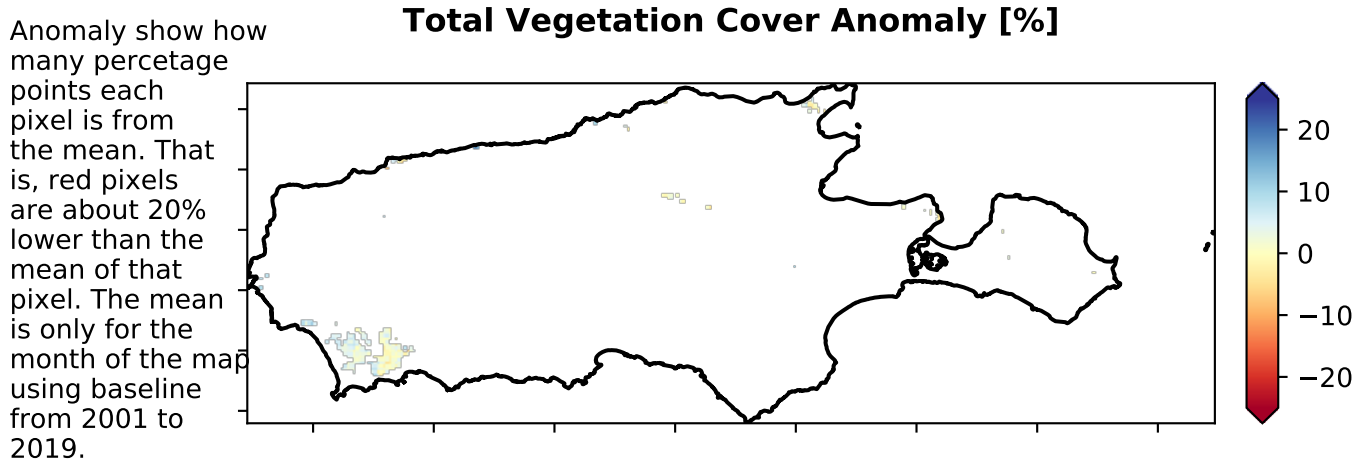 Total Vegetation Cover Anomaly [%]
Anomaly show how
many percetage
points each
pixel is from
the mean. That
is, red pixels
are about 20%
lower than the
mean of that
pixel. The mean
is only for the
month of the map
using baseline
from 2001 to
2019.
20
10
0
−10
−20